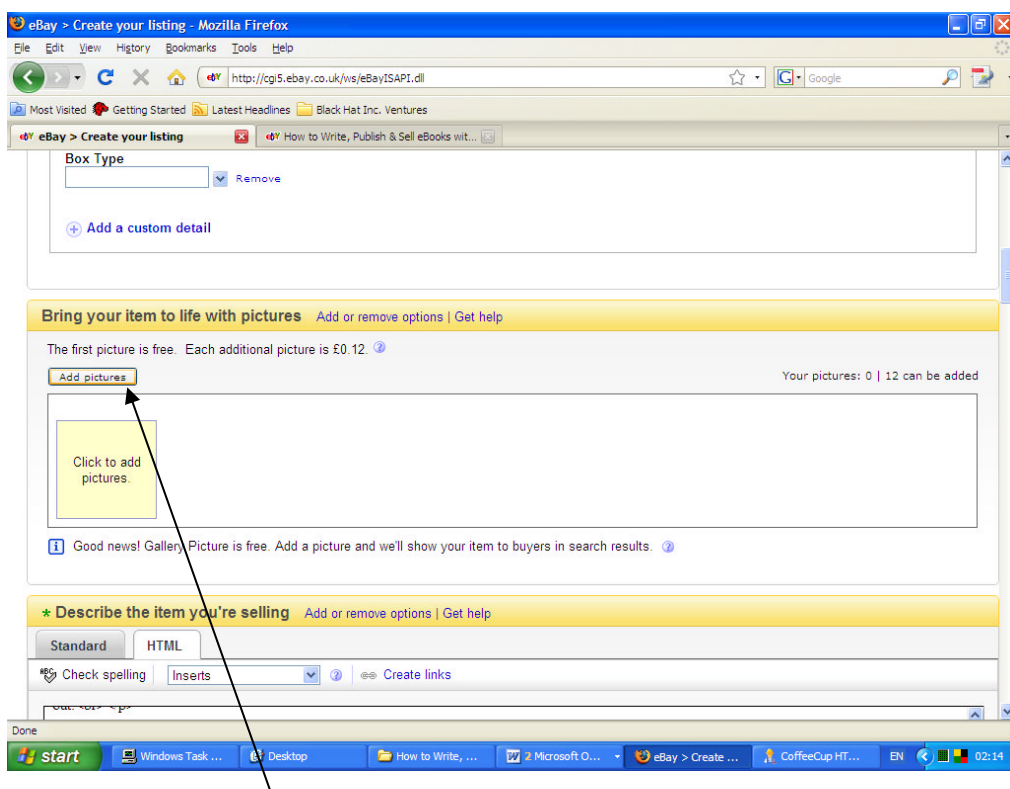 eBay > Create your listing - Mozilla Firefox
File Edit View History Bookmarks Tools Help
http://cgi5.ebay.co.uk/ws/eBayISAPI.dll Google
Most Visited Getting Started Latest Headlines Black Hat Inc. Ventures
eBay > Create your listing How to Write, Publish & Sell eBooks wit...
Box Type
Remove
Add a custom detail
Bring your item to life with pictures Add or remove options | Get help
The first picture is free. Each additional picture is £0.12.
Add pictures Your pictures: 0 | 12 can be added
Click to add
pictures.
Good news! Gallery Picture is free. Add a picture and we'll show your item to buyers in search results.
* Describe the item you're selling Add or remove options | Get help
Standard HTML
Check spelling Inserts Create links
Done
start Windows Task ... Desktop How to Write, ... 2 Microsoft O... eBay > Create ... CoffeeCup HT... EN 02:14